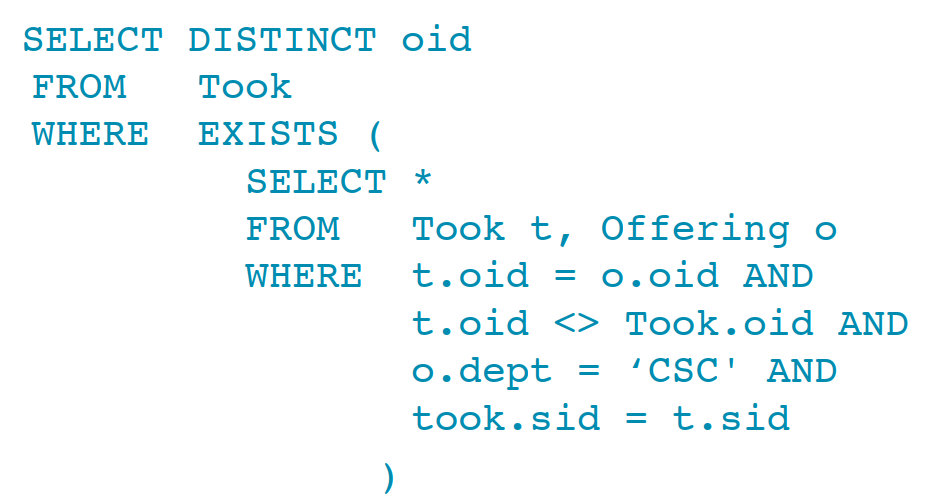 SELECT DISTINCT oid
FROM Took
WHERE EXISTS (
SELECT *
FROM Took t, Offering o
WHERE t.oid = o.oid AND
t.oid <> Took.oid AND
o.dept = ‘CSC' AND
took.sid = t.sid
)